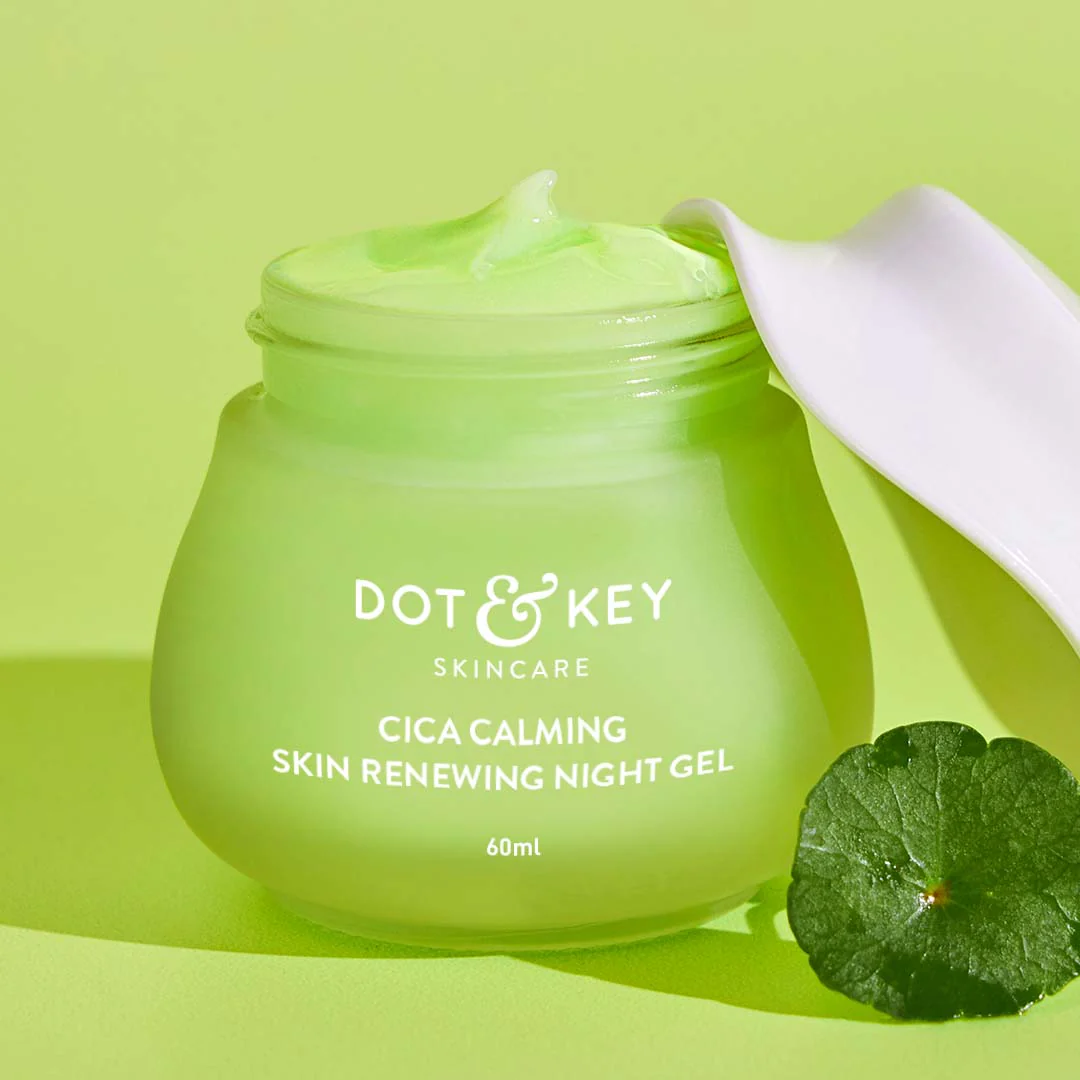 DOT & KEY
SKINCARE
CICA CALMING
SKIN RENEWING NIGHT GEL
60ml